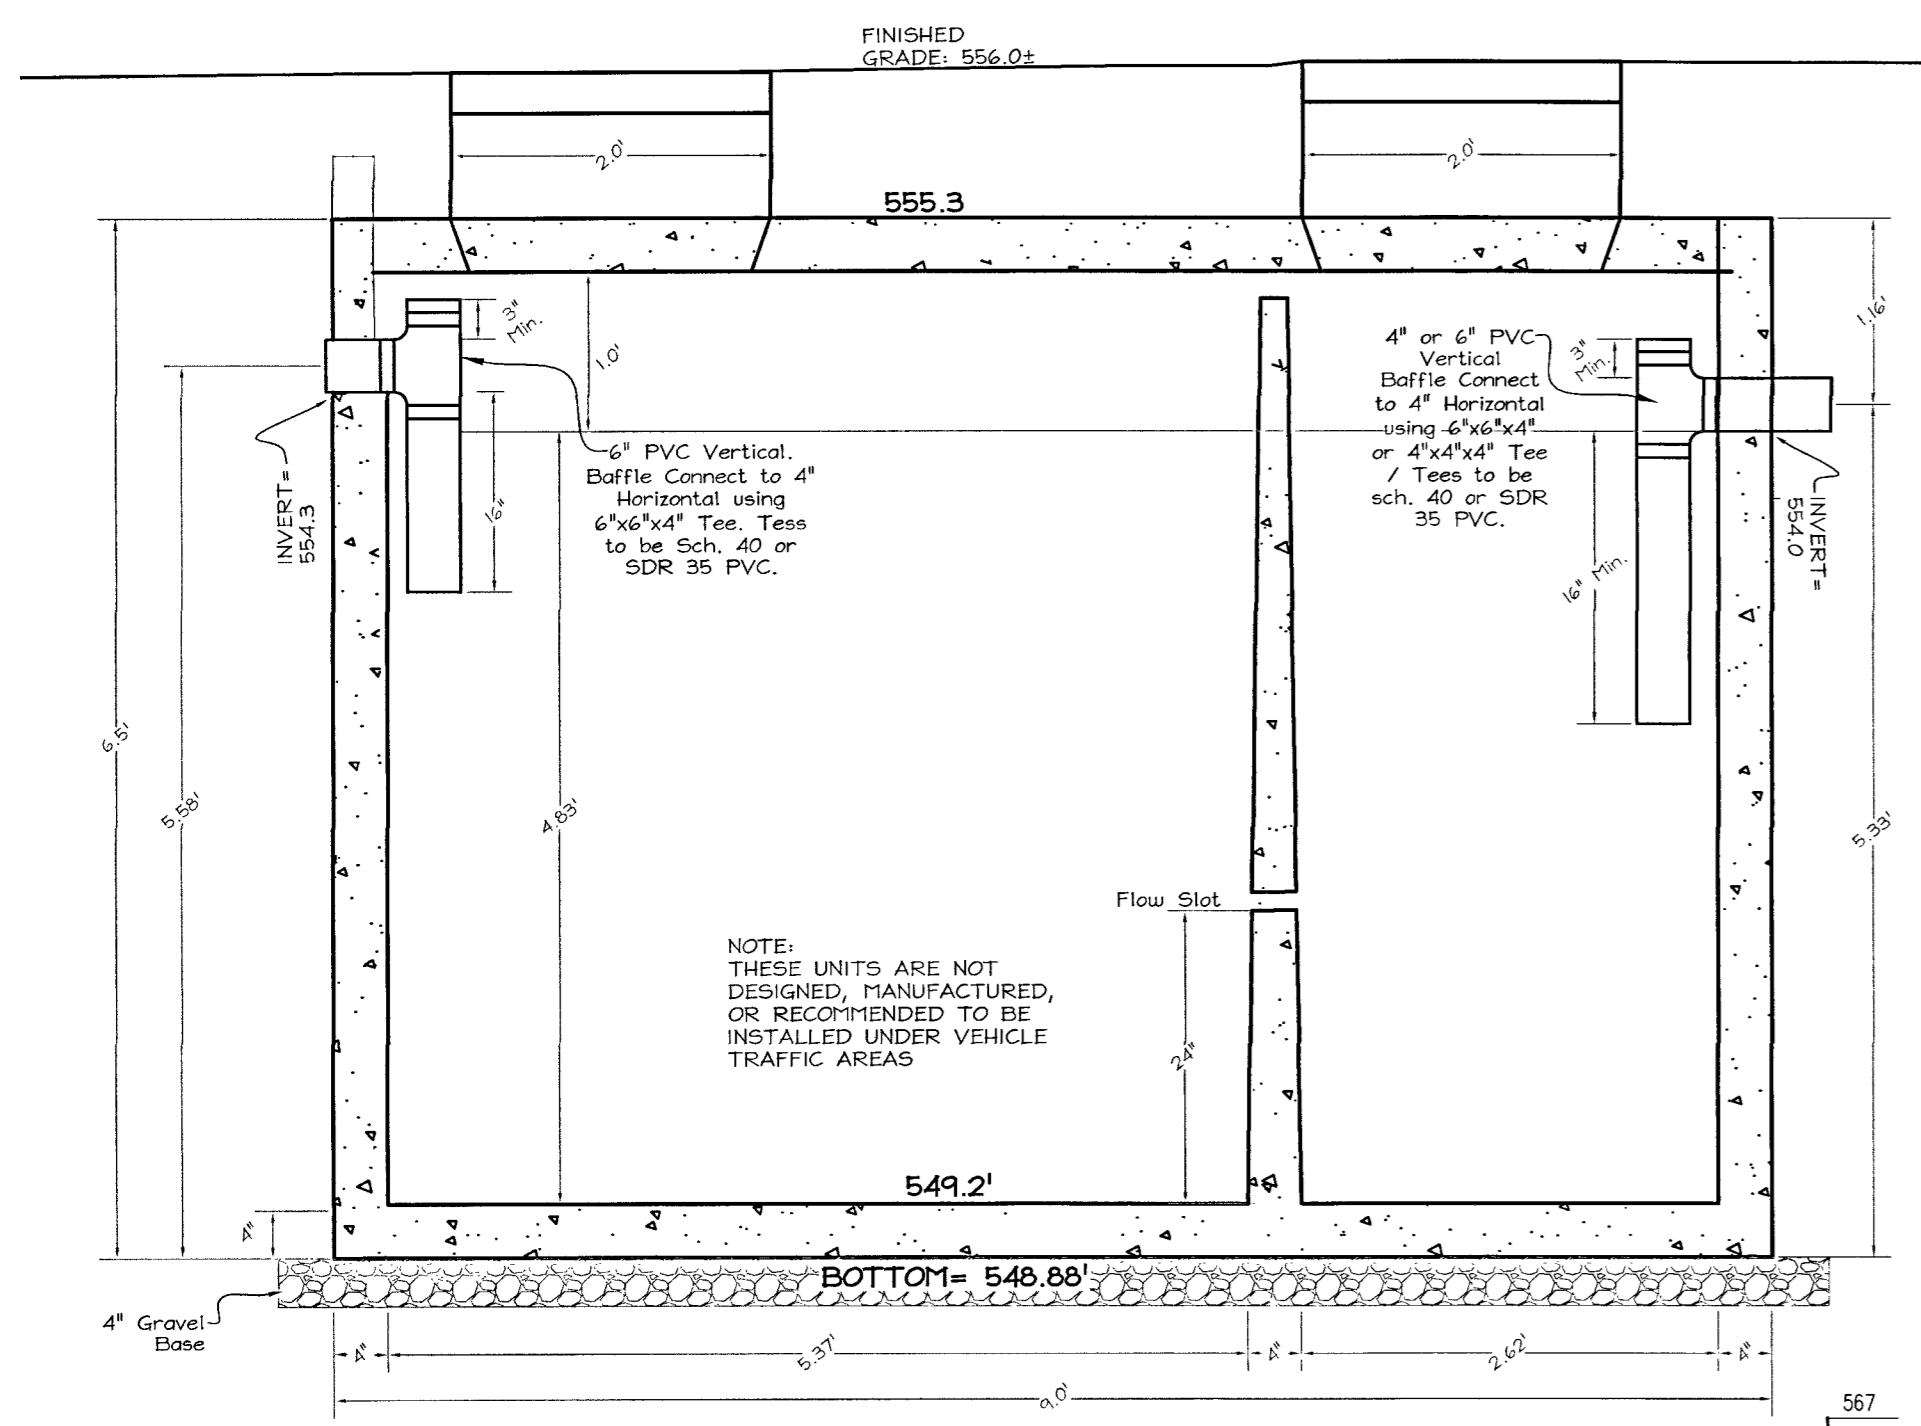 FINISHED
GRADE: 556.0±
2.0'
2.0'
555.3
3"
Min.
1.0'
1.16'
3"
Min.
4" or 6" PVC
Vertical
Baffle Connect
to 4" Horizontal
using 6"x6"x4"
or 4"x4"x4" Tee
/ Tees to be
sch. 40 or SDR
35 PVC.
6" PVC Vertical.
Baffle Connect to 4"
Horizontal using
6"x6"x4" Tee. Tess
to be Sch. 40 or
SDR 35 PVC.
INVERT=
554.3
16"
INVERT=
554.0
16" Min.
6.5'
5.58'
4.83'
5.33'
Flow Slot
NOTE:
THESE UNITS ARE NOT
DESIGNED, MANUFACTURED,
OR RECOMMENDED TO BE
INSTALLED UNDER VEHICLE
TRAFFIC AREAS
24"
549.2'
4"
BOTTOM= 548.88'
4" Gravel
Base
4"
5.37'
4"
2.62'
4"
9.0'
567